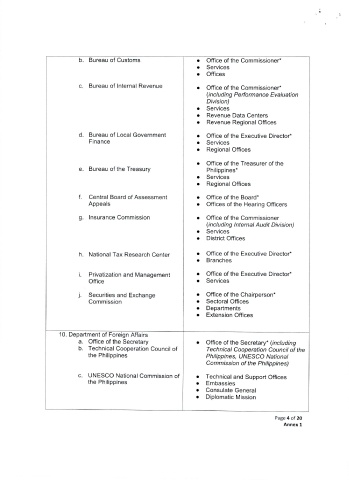 b. Bureau of Customs
• Office of the Commissioner*
• Services
• Offices
c. Bureau of Internal Revenue
• Office of the Commissioner*
(including Performance Evaluation
Division)
• Services
• Revenue Data Centers
• Revenue Regional Offices
d. Bureau of Local Government
Finance
• Office of the Executive Director*
• Services
• Regional Offices
e. Bureau of the Treasury
• Office of the Treasurer of the
Philippines*
• Services
• Regional Offices
f. Central Board of Assessment
Appeals
• Office of the Board*
• Offices of the Hearing Officers
g. Insurance Commission
• Office of the Commissioner
(including Internal Audit Division)
• Services
• District Offices
h. National Tax Research Center
• Office of the Executive Director*
• Branches
i. Privatization and Management
Office
• Office of the Executive Director*
• Services
j. Securities and Exchange
Commission
• Office of the Chairperson*
• Sectoral Offices
• Departments
• Extension Offices
10. Department of Foreign Affairs
a. Office of the Secretary
b. Technical Cooperation Council of
the Philippines
• Office of the Secretary* (including
Technical Cooperation Council of the
Philippines, UNESCO National
Commission of the Philippines)
c. UNESCO National Commission of
the Philippines
• Technical and Support Offices
• Embassies
• Consulate General
• Diplomatic Mission
Page 4 of 20
Annex 1